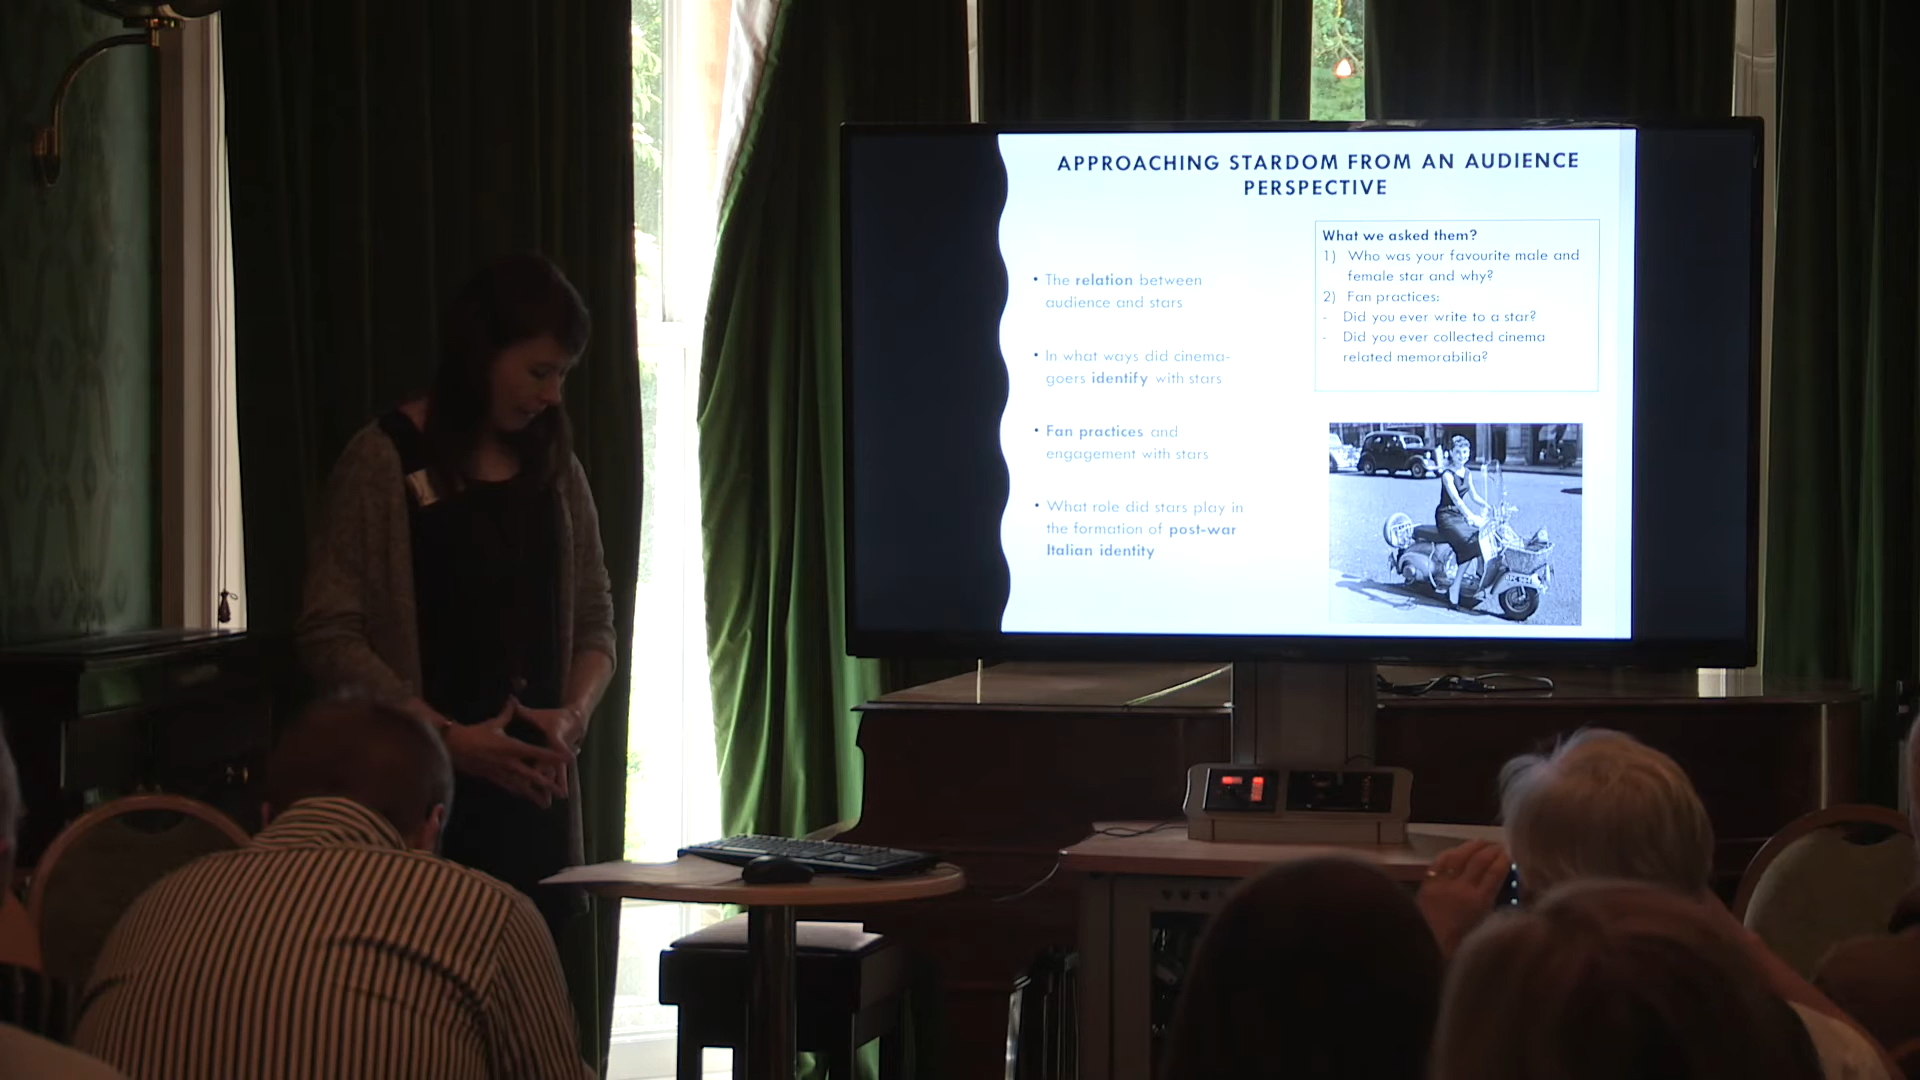 APPROACHING STARDOM FROM AN AUDIENCE
PERSPECTIVE
• The relation between
audience and stars
• In what ways did cinema-
goers identify with stars
• Fan practices and
engagement with stars
• What role did stars play in
the formation of post-war
Italian identity
What we asked them?
1) Who was your favourite male and
female star and why?
2) Fan practices:
- Did you ever write to a star?
- Did you ever collected cinema
related memorabilia?